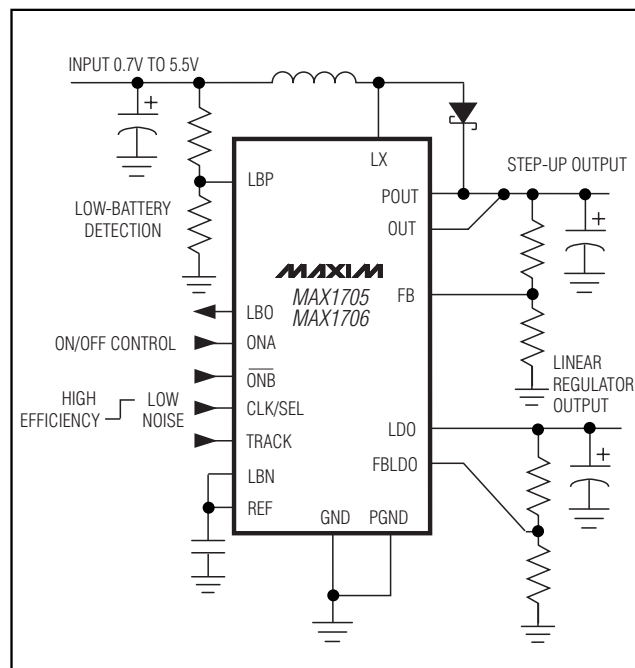 INPUT 0.7V TO 5.5V
LX
STEP-UP OUTPUT
LBP
POUT
LOW-BATTERY
DETECTION
OUT
MAXIM
MAX1705
MAX1706
FB
LBO
ON/OFF CONTROL
ONA
LINEAR
REGULATOR
OUTPUT
ONB
HIGH
EFFICIENCY
LOW
NOISE
CLK/SEL
LDO
TRACK
FBLDO
LBN
REF
GND
PGND
+
+
+